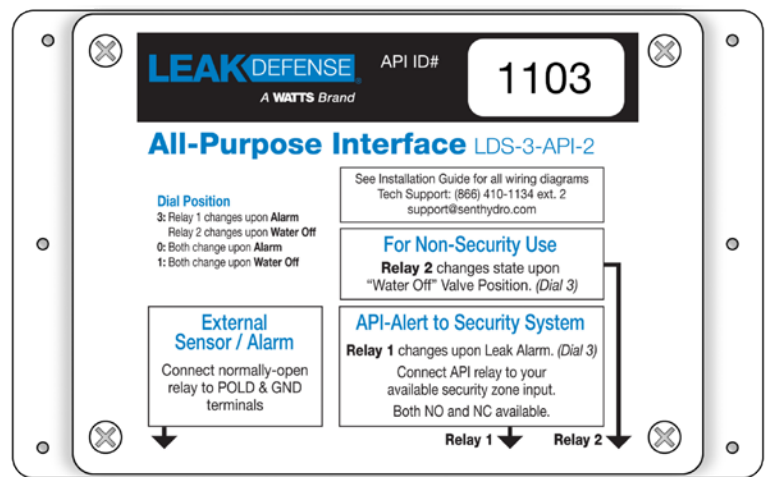 LEAKDEFENSE®
A WATTS Brand
API ID#
1103
All-Purpose Interface LDS-3-API-2
Dial Position
3: Relay 1 changes upon Alarm
Relay 2 changes upon Water Off
0: Both change upon Alarm
1: Both change upon Water Off
See Installation Guide for all wiring diagrams
Tech Support: (866) 410-1134 ext. 2
support@senthydro.com
For Non-Security Use
Relay 2 changes state upon
“Water Off” Valve Position. (Dial 3)
External
Sensor / Alarm
Connect normally-open
relay to POLD & GND
terminals
API-Alert to Security System
Relay 1 changes upon Leak Alarm. (Dial 3)
Connect API relay to your
available security zone input.
Both NO and NC available.
Relay 1
Relay 2